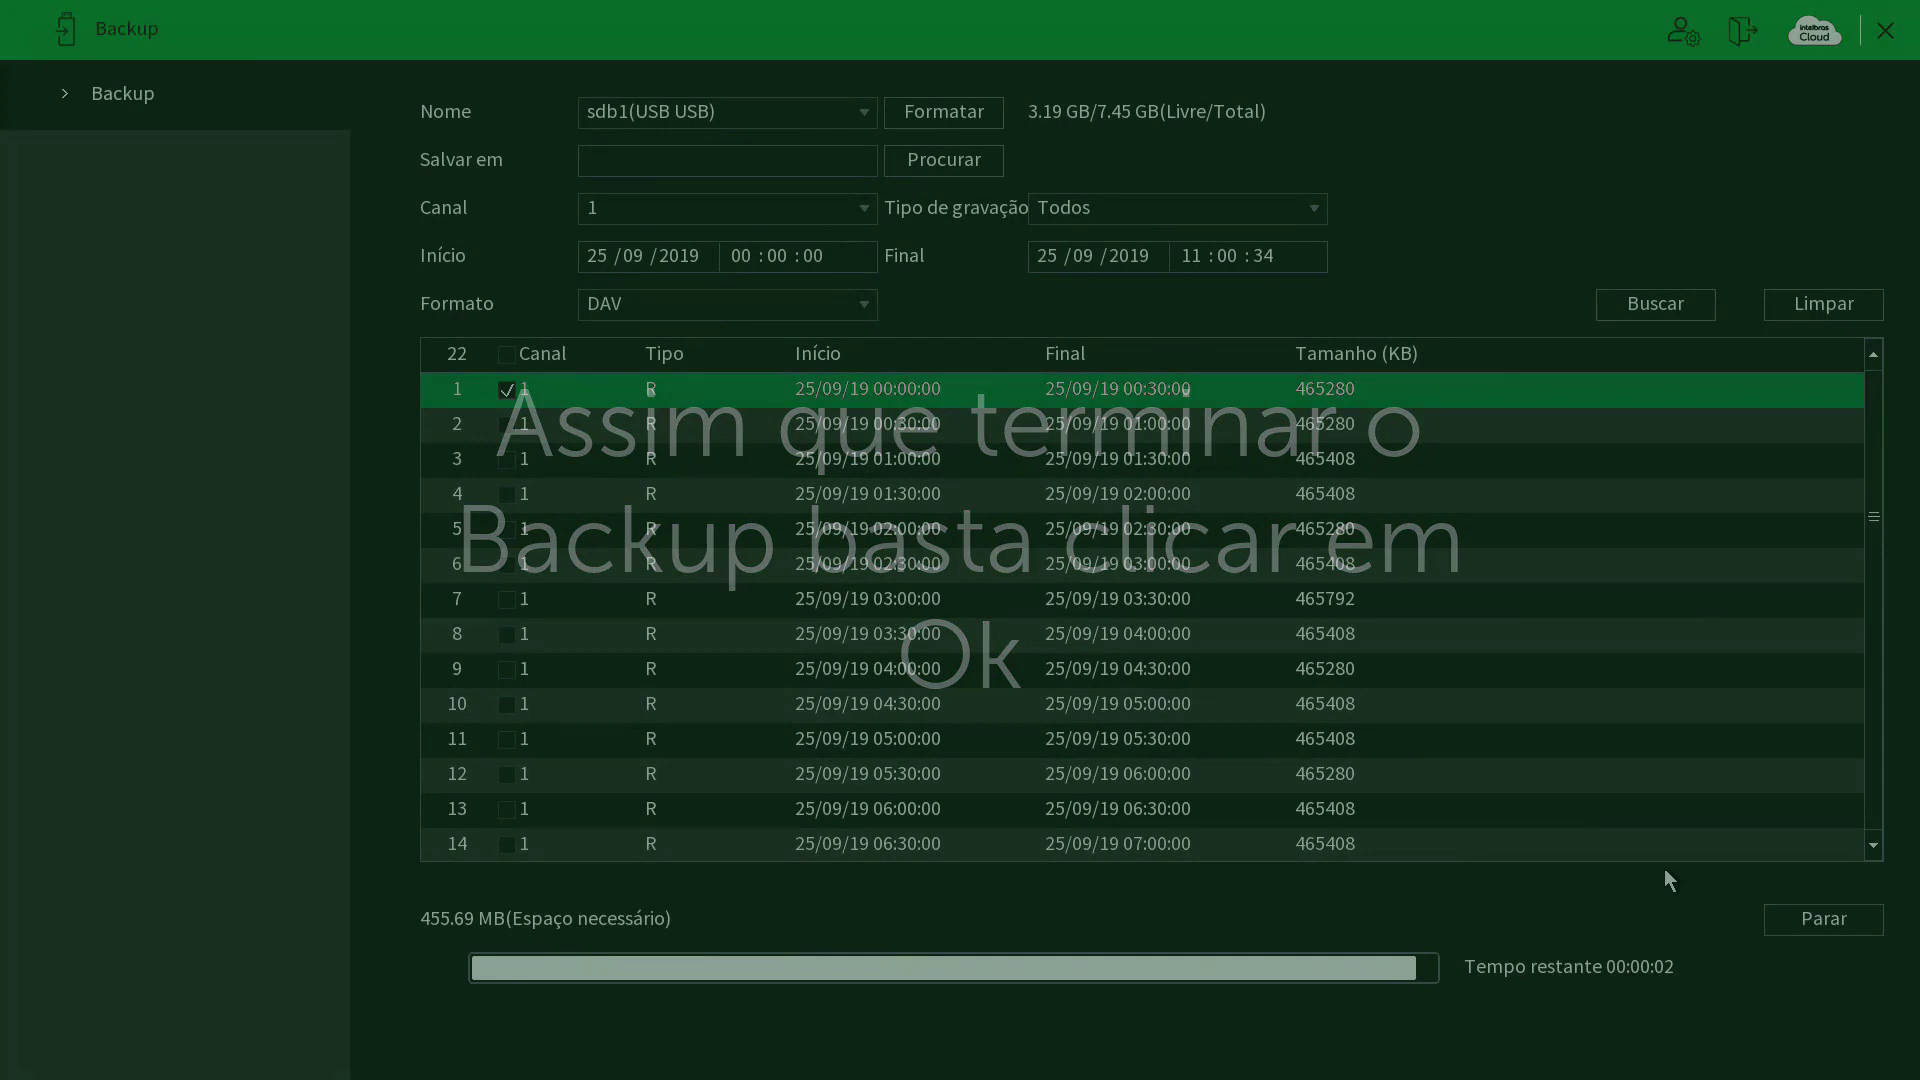 Backup
intelbras
Cloud
Backup
Nome sdb1(USB USB) Formatar 3.19 GB/7.45 GB(Livre/Total)
Salvar em Procurar
Canal 1 Tipo de gravação Todos
Início 25 /09 /2019 00 :00 :00 Final 25 /09 /2019 11 :00 :34
Formato DAV Buscar Limpar
22 Canal Tipo Início Final Tamanho (KB)
1 1 R 25/09/19 00:00:00 25/09/19 00:30:00 465280
2 1 R 25/09/19 00:30:00 25/09/19 01:00:00 465280
3 1 R 25/09/19 01:00:00 25/09/19 01:30:00 465408
4 1 R 25/09/19 01:30:00 25/09/19 02:00:00 465408
5 1 R 25/09/19 02:00:00 25/09/19 02:30:00 465280
6 1 R 25/09/19 02:30:00 25/09/19 03:00:00 465408
7 1 R 25/09/19 03:00:00 25/09/19 03:30:00 465792
8 1 R 25/09/19 03:30:00 25/09/19 04:00:00 465408
9 1 R 25/09/19 04:00:00 25/09/19 04:30:00 465280
10 1 R 25/09/19 04:30:00 25/09/19 05:00:00 465408
11 1 R 25/09/19 05:00:00 25/09/19 05:30:00 465408
12 1 R 25/09/19 05:30:00 25/09/19 06:00:00 465280
13 1 R 25/09/19 06:00:00 25/09/19 06:30:00 465408
14 1 R 25/09/19 06:30:00 25/09/19 07:00:00 465408
Assim que terminar o
Backup basta clicar em
Ok
455.69 MB(Espaço necessário) Parar
Tempo restante 00:00:02